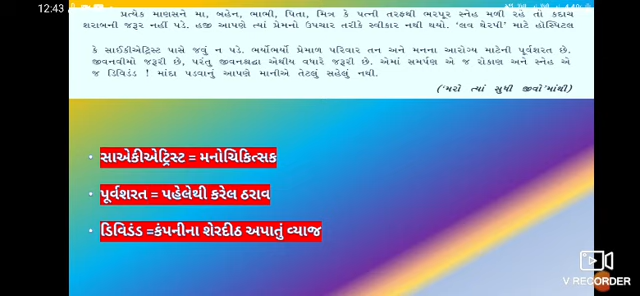 12:43
44%
પ્રત્યેક માણસને મા, બહેન, ભાભી, પિતા, મિત્ર કે પત્ની તરફથી ભરપૂર સ્નેહ મળી રહે તો કદાચ
શરાબની જરૂર નહીં પડે. હજી આપણે ત્યાં પ્રેમનો ઉપચાર તરીકે સ્વીકાર નથી થયો. 'લવ થૅરપી' માટે હૉસ્પિટલ
કે સાઈકીએટ્રિસ્ટ પાસે જવું ન પડે. ભર્યોભર્યો પ્રેમાળ પરિવાર તન અને મનના આરોગ્ય માટેની પૂર્વશરત છે.
જીવનવીમો જરૂરી છે, પરંતુ જીવનશ્રદ્ધા એથીય વધારે જરૂરી છે. એમાં સમર્પણ એ જ રોકાણ અને સ્નેહ એ
જ ડિવિડંડ ! માંદા પડવાનું આપણે માનીએ તેટલું સહેલું નથી.
('મરો ત્યાં સુધી જીવો'માંથી)
• સાએકીએટ્રિસ્ટ = મનોચિકિત્સક
• પૂર્વશરત = પહેલેથી કરેલ ઠરાવ
• ડિવિડંડ =કંપનીના શેરદીઠ અપાતું વ્યાજ
V RECORDER